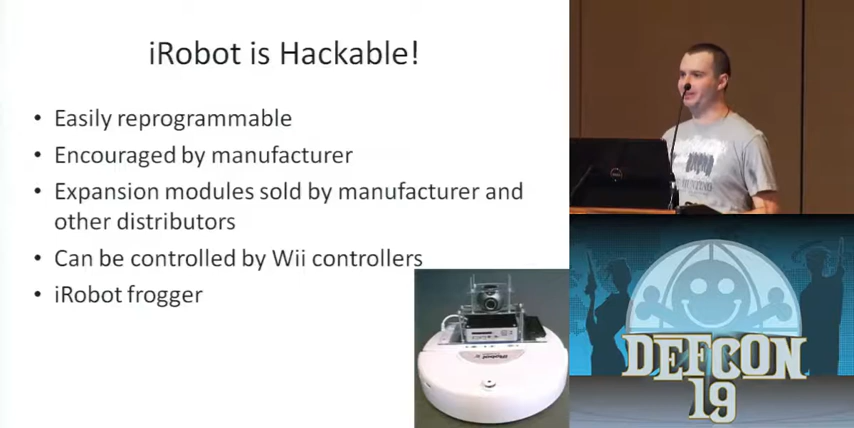 iRobot is Hackable!
• Easily reprogrammable
• Encouraged by manufacturer
• Expansion modules sold by manufacturer and
other distributors
• Can be controlled by Wii controllers
• iRobot frogger
DEFCON
19